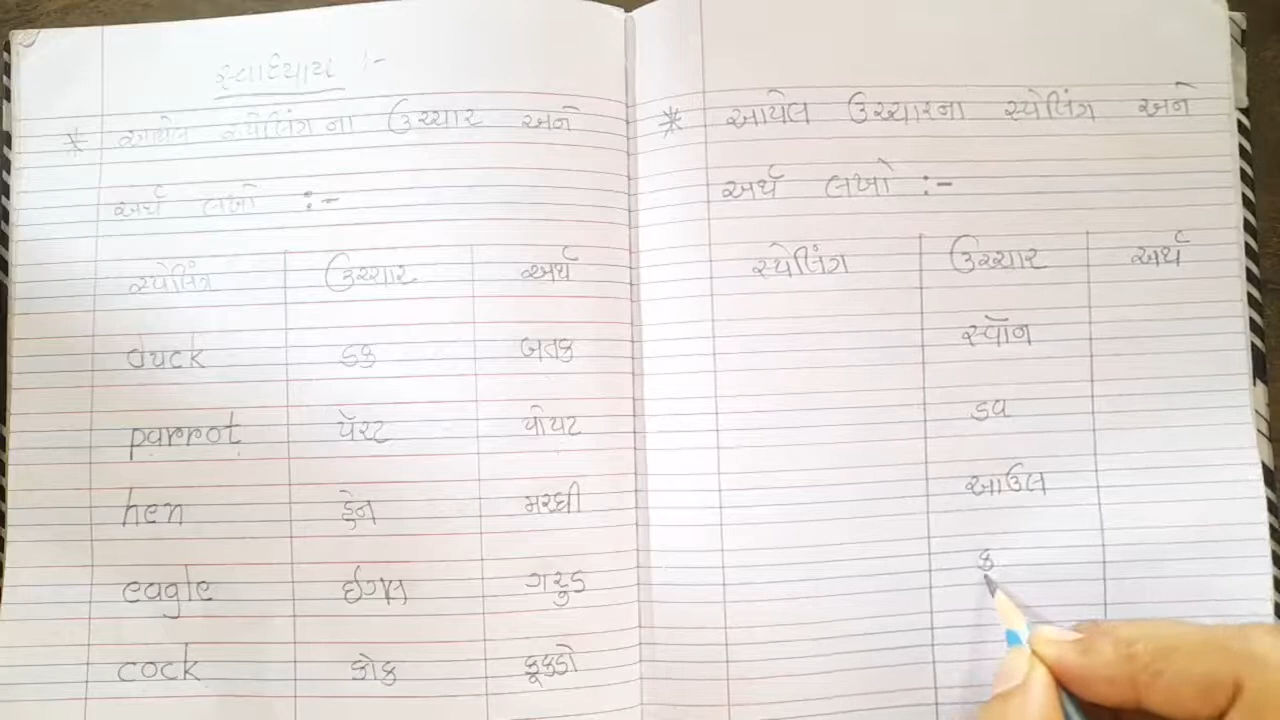 સ્વાધ્યાય :-
* આપેલ સ્પેલિંગના ઉચ્ચાર અને
અર્થ લખો :-
સ્પેલિંગ ઉચ્ચાર અર્થ
duck ડક બતક
parrot પૅરટ પોપટ
hen હેન મરઘી
eagle ઈગલ ગરુડ
cock કોક કૂકડો
* આપેલ ઉચ્ચારના સ્પેલિંગ અને
અર્થ લખો :-
સ્પેલિંગ ઉચ્ચાર અર્થ
સ્વૉન
ડવ
આઉલ
ક